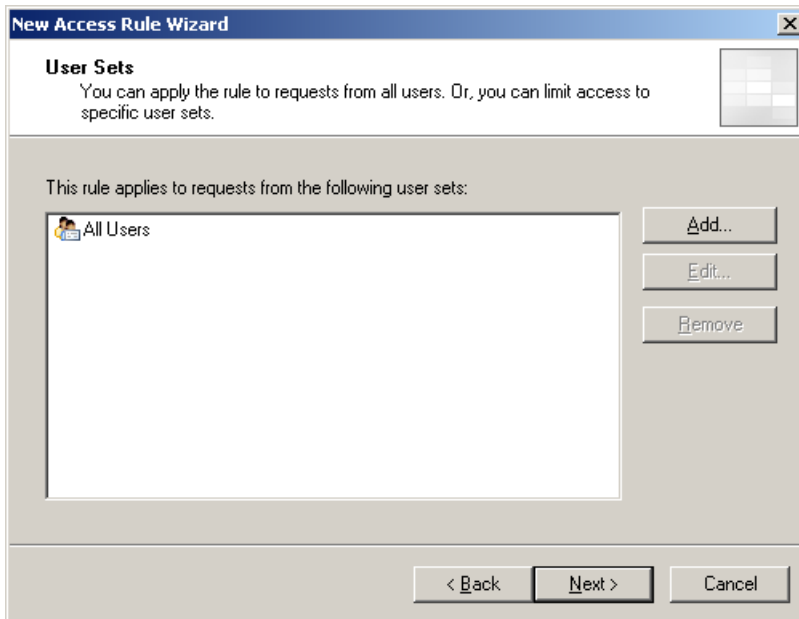 New Access Rule Wizard
User Sets
You can apply the rule to requests from all users. Or, you can limit access to
specific user sets.
This rule applies to requests from the following user sets:
All Users
Add...
Edit...
Remove
< Back
Next >
Cancel